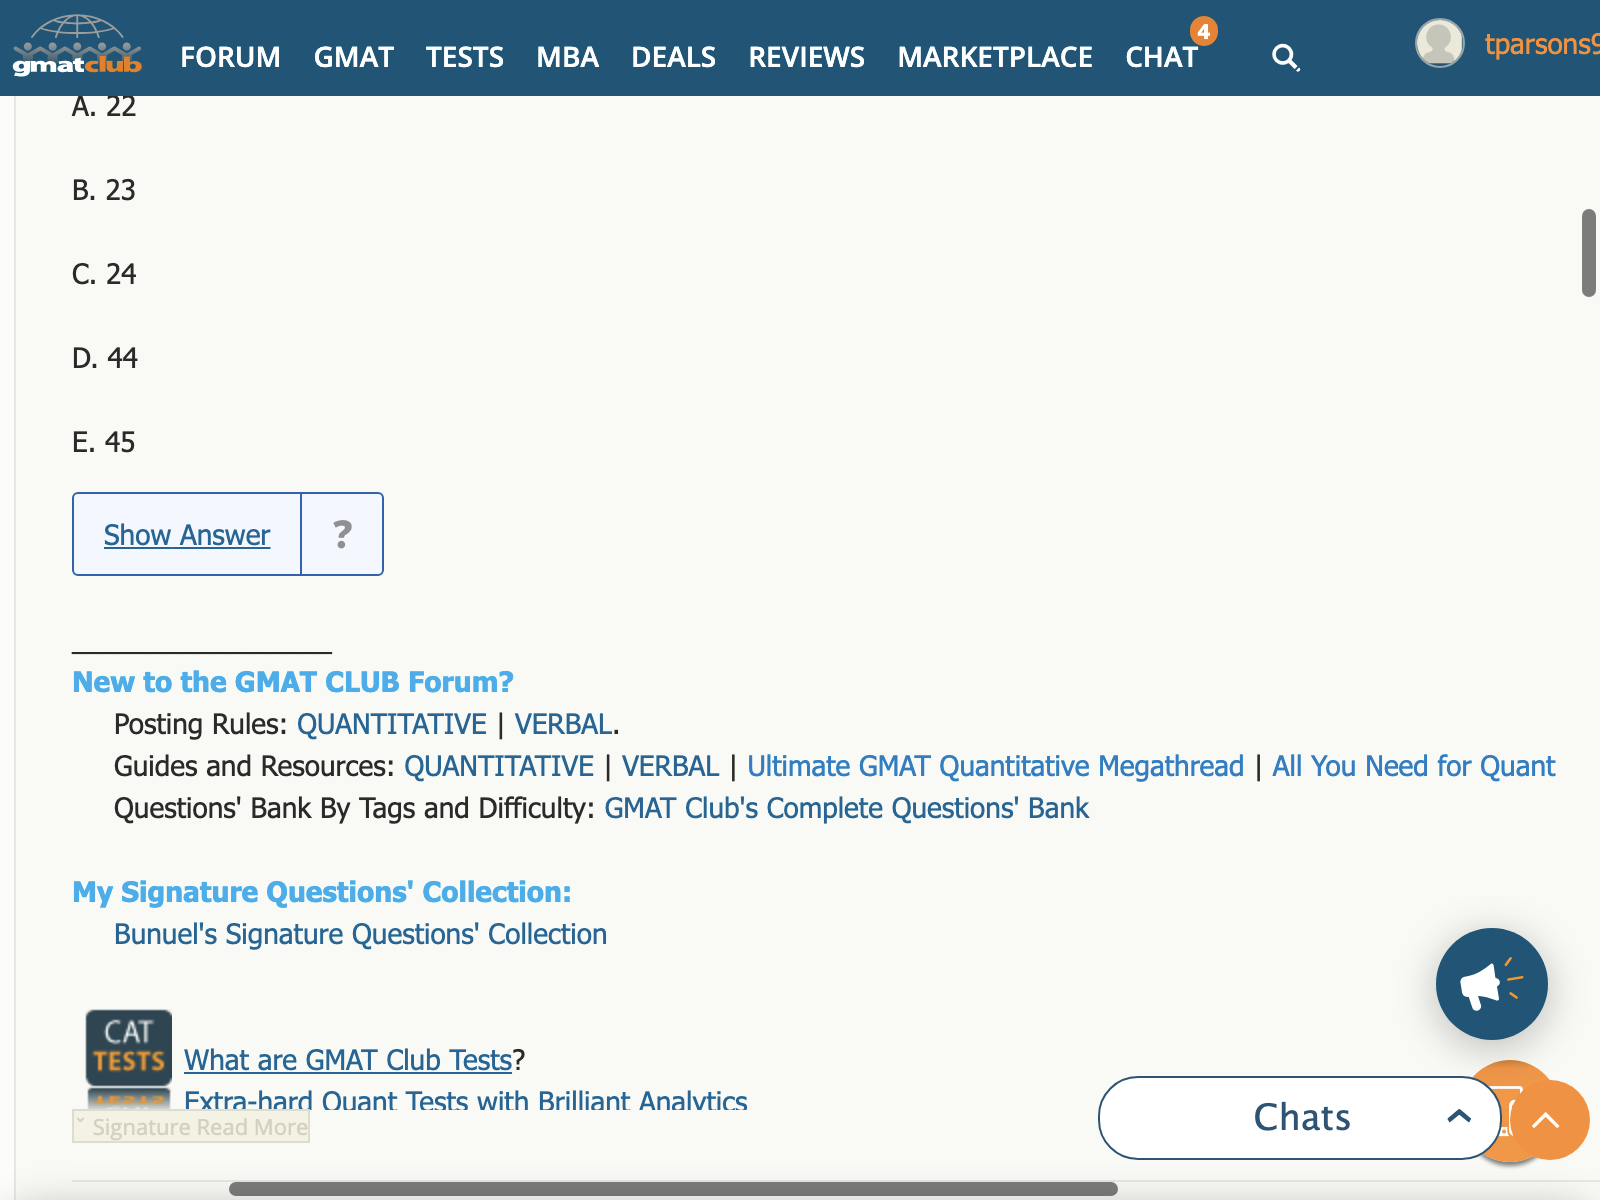 gmatclub FORUM GMAT TESTS MBA DEALS REVIEWS MARKETPLACE CHAT 4
A. 22
B. 23
C. 24
D. 44
E. 45
Show Answer ?
New to the GMAT CLUB Forum?
Posting Rules: QUANTITATIVE | VERBAL.
Guides and Resources: QUANTITATIVE | VERBAL | Ultimate GMAT Quantitative Megathread | All You Need for Quant
Questions' Bank By Tags and Difficulty: GMAT Club's Complete Questions' Bank
My Signature Questions' Collection:
Bunuel's Signature Questions' Collection
CAT
TESTS
What are GMAT Club Tests?
Extra-hard Quant Tests with Brilliant Analytics
Signature Read More
Chats